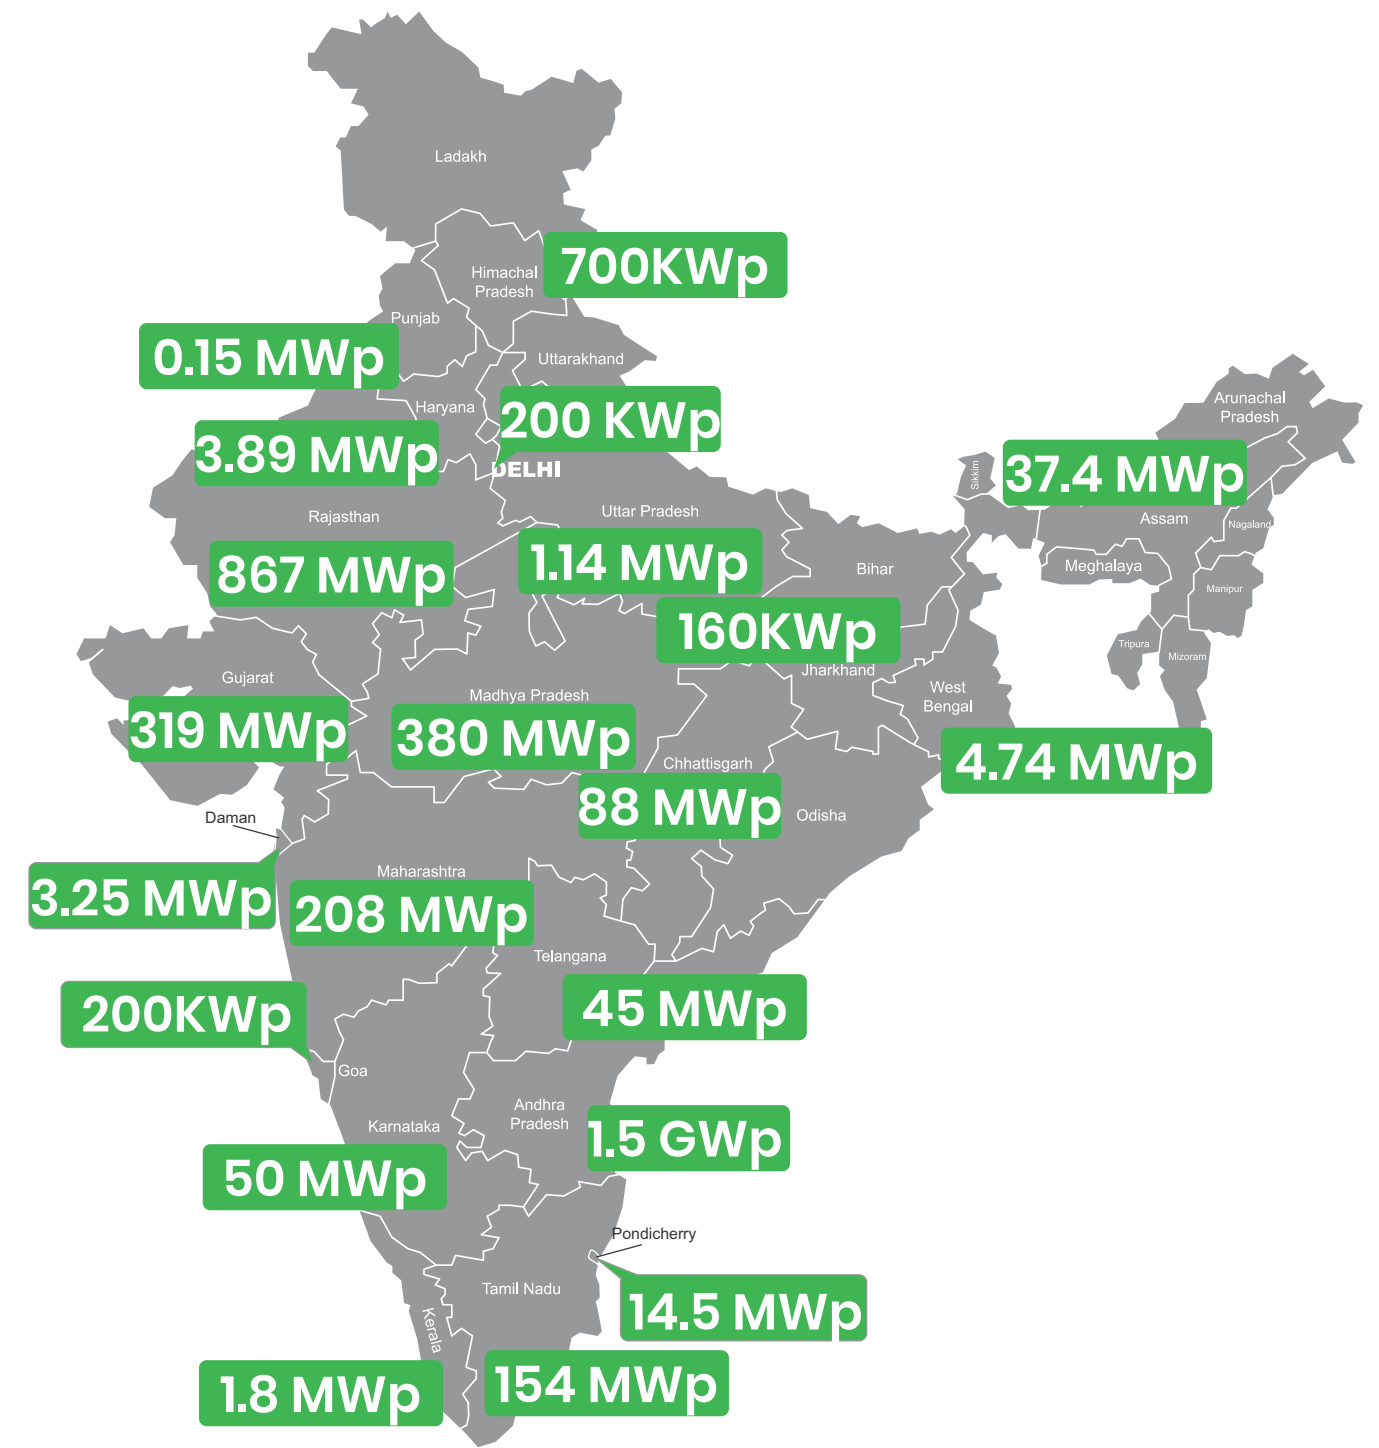 Ladakh
Himachal
Pradesh
700KWp
Punjab
0.15 MWp
Uttarakhand
Haryana
200 KWp
3.89 MWp
DELHI
Arunachal
Pradesh
Sikkim
37.4 MWp
Assam
Nagaland
Rajasthan
Uttar Pradesh
867 MWp
1.14 MWp
Bihar
Meghalaya
Manipur
160KWp
Jharkhand
Tripura
Mizoram
Gujarat
319 MWp
Madhya Pradesh
380 MWp
West
Bengal
4.74 MWp
Chhattisgarh
88 MWp
Odisha
Daman
3.25 MWp
Maharashtra
208 MWp
Telangana
45 MWp
200KWp
Goa
Karnataka
50 MWp
Andhra
Pradesh
1.5 GWp
Pondicherry
14.5 MWp
Tamil Nadu
154 MWp
Kerala
1.8 MWp